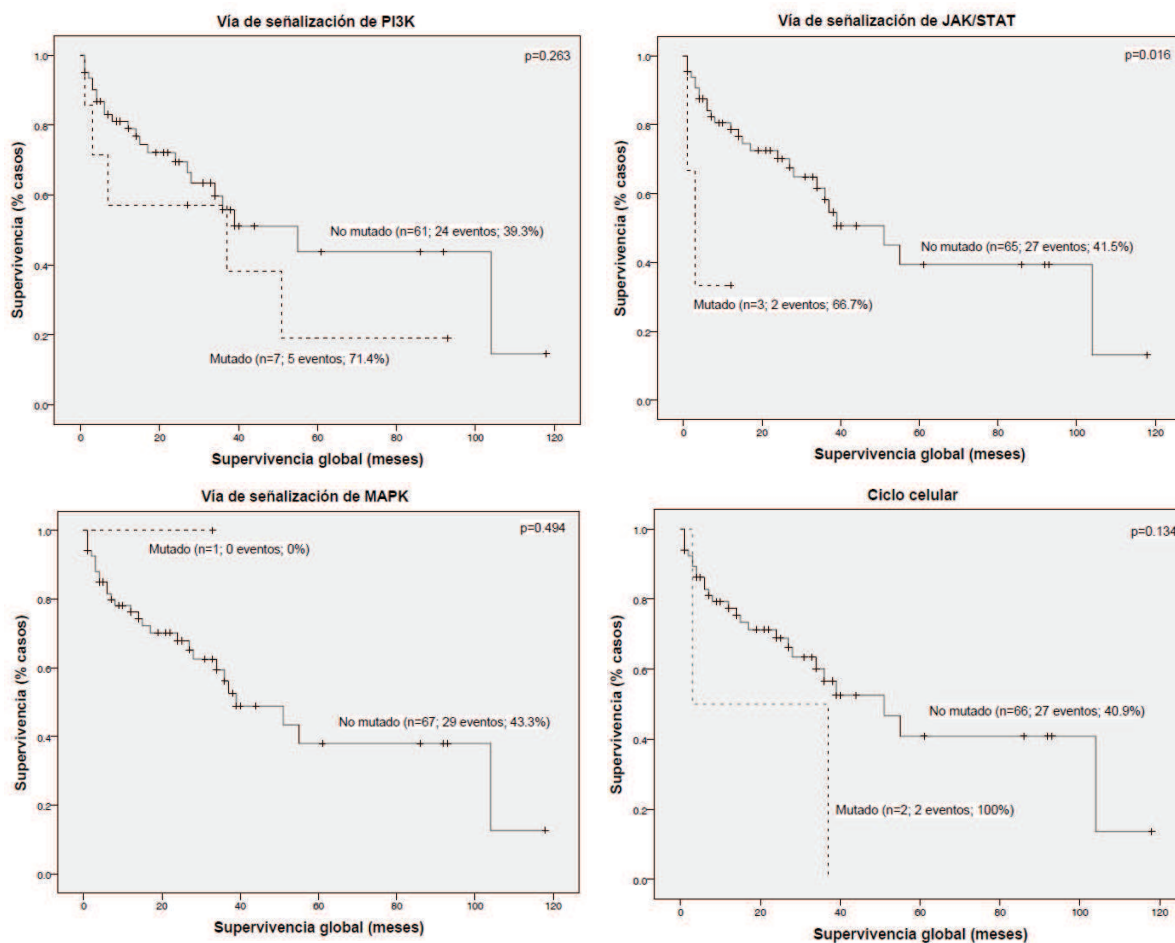 Vía de señalización de PI3K
p=0.263
Supervivencia (% casos)
1.0
0.8
0.6
0.4
0.2
0.0
No mutado (n=61; 24 eventos; 39.3%)
Mutado (n=7; 5 eventos; 71.4%)
0 20 40 60 80 100 120
Supervivencia global (meses)
Vía de señalización de JAK/STAT
p=0.016
Supervivencia (% casos)
1.0
0.8
0.6
0.4
0.2
0.0
No mutado (n=65; 27 eventos; 41.5%)
Mutado (n=3; 2 eventos; 66.7%)
0 20 40 60 80 100 120
Supervivencia global (meses)
Vía de señalización de MAPK
p=0.494
Supervivencia (% casos)
1.0
0.8
0.6
0.4
0.2
0.0
Mutado (n=1; 0 eventos; 0%)
No mutado (n=67; 29 eventos; 43.3%)
0 20 40 60 80 100 120
Supervivencia global (meses)
Ciclo celular
p=0.134
Supervivencia (% casos)
1.0
0.8
0.6
0.4
0.2
0.0
No mutado (n=66; 27 eventos; 40.9%)
Mutado (n=2; 2 eventos; 100%)
0 20 40 60 80 100 120
Supervivencia global (meses)